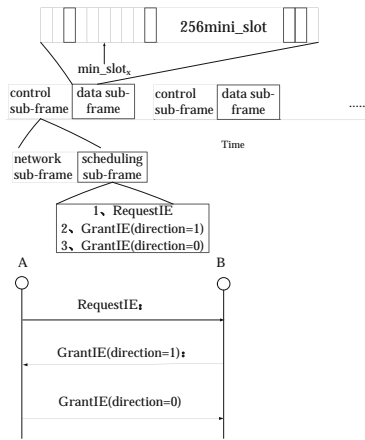 256mini_slot
min_slotx
control sub-frame
data sub-frame
control sub-frame
data sub-frame
.....
Time
network sub-frame
scheduling sub-frame
1、RequestIE
2、GrantIE(direction=1)
3、GrantIE(direction=0)
A B
RequestIE：
GrantIE(direction=1)：
GrantIE(direction=0)